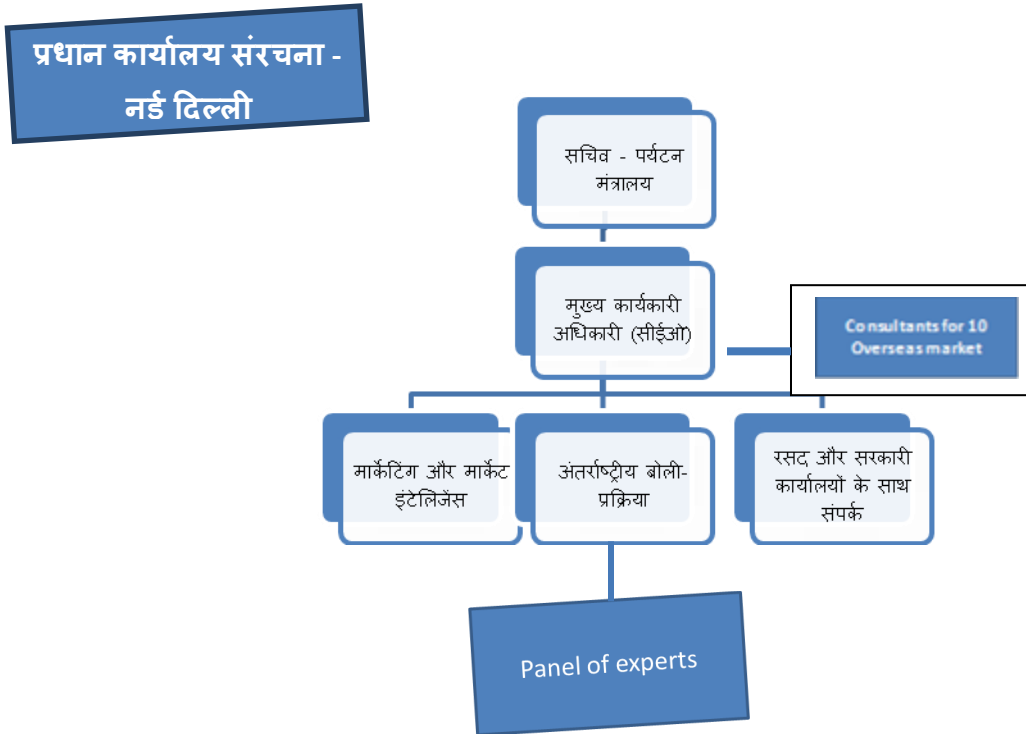 प्रधान कार्यालय संरचना -
नर्ड दिल्ली
सचिव - पर्यटन
मंत्रालय
मुख्य कार्यकारी
अधिकारी (सीईओ)
Consultants for 10
Overseas market
मार्केटिंग और मार्केट
इंटेलिजेंस
अंतर्राष्ट्रीय बोली-
प्रक्रिया
रसद और सरकारी
कार्यालयों के साथ
संपर्क
Panel of experts